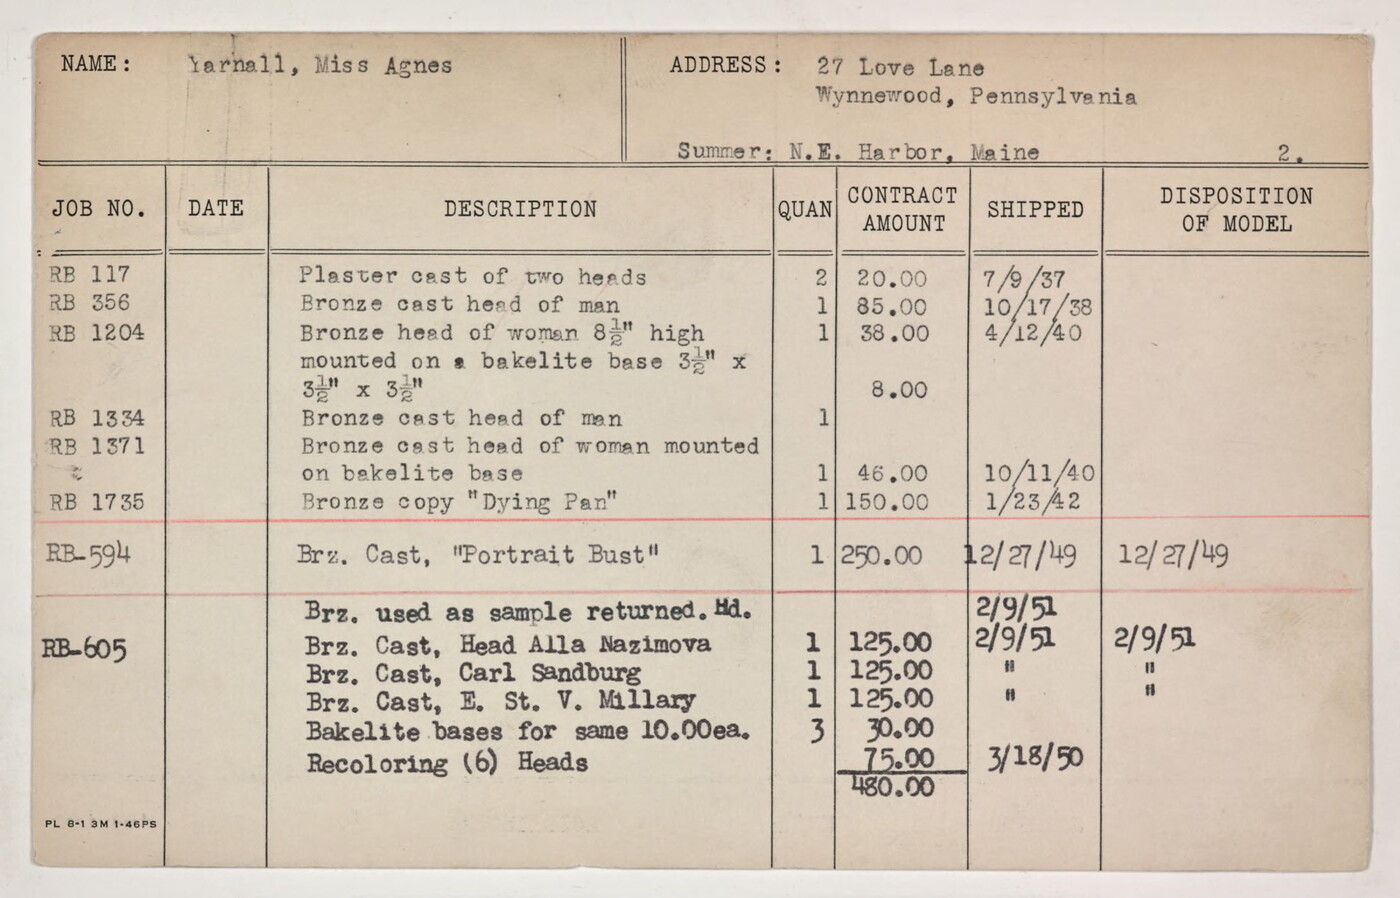 NAME: Yarnall, Miss Agnes ADDRESS: 27 Love Lane
Wynnewood, Pennsylvania
Summer: N.E. Harbor, Maine 2.
JOB NO. DATE DESCRIPTION QUAN CONTRACT AMOUNT SHIPPED DISPOSITION OF MODEL
RB 117 Plaster cast of two heads 2 20.00 7/9/37
RB 356 Bronze cast head of man 1 85.00 10/17/38
RB 1204 Bronze head of woman 8½" high 1 38.00 4/12/40
mounted on a bakelite base 3½" x
3½" x 3½" 8.00
RB 1334 Bronze cast head of man 1
RB 1371 Bronze cast head of woman mounted
on bakelite base 1 46.00 10/11/40
RB 1735 Bronze copy "Dying Pan" 1 150.00 1/23/42
RB-594 Brz. Cast, "Portrait Bust" 1 250.00 12/27/49 12/27/49
Brz. used as sample returned. Hd. 2/9/51
RB-605 Brz. Cast, Head Alla Nazimova 1 125.00 2/9/51 2/9/51
Brz. Cast, Carl Sandburg 1 125.00 " "
Brz. Cast, E. St. V. Millary 1 125.00 " "
Bakelite bases for same 10.00ea. 3 30.00
Recoloring (6) Heads 75.00 3/18/50
480.00
PL 8-1 3M 1-46PS